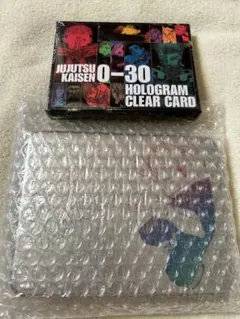 JUJUTSU
KAISEN 0-30
HOLOGRAM
CLEAR CARD